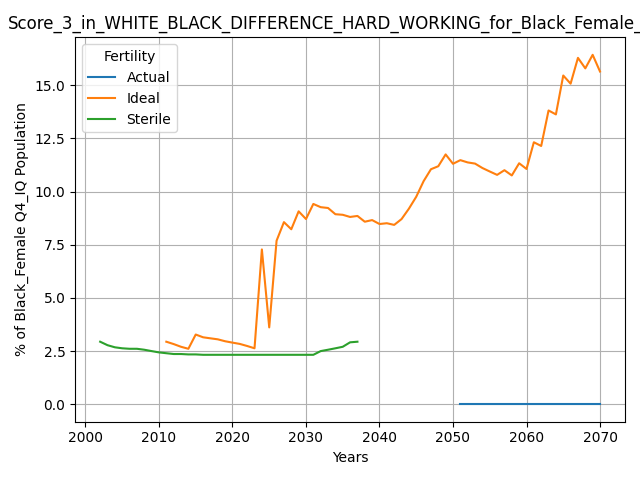 Score_3_in_WHITE_BLACK_DIFFERENCE_HARD_WORKING_for_Black_Female_
Fertility
Actual
Ideal
Sterile
% of Black_Female Q4_IQ Population
15.0
12.5
10.0
7.5
5.0
2.5
0.0
2000 2010 2020 2030 2040 2050 2060 2070
Years